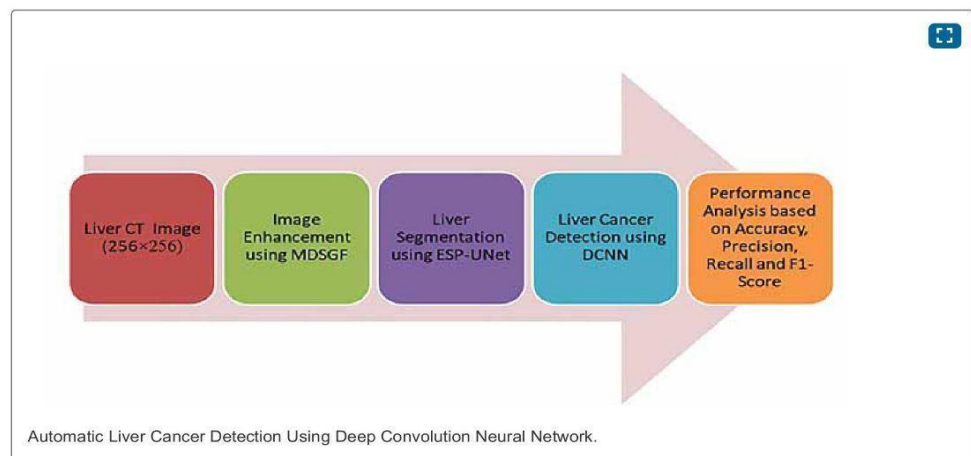 Liver CT Image
(256×256)
Image
Enhancement
using MDSGF
Liver
Segmentation
using ESP-UNet
Liver Cancer
Detection using
DCNN
Performance
Analysis based
on Accuracy,
Precision,
Recall and F1-
Score
Automatic Liver Cancer Detection Using Deep Convolution Neural Network.